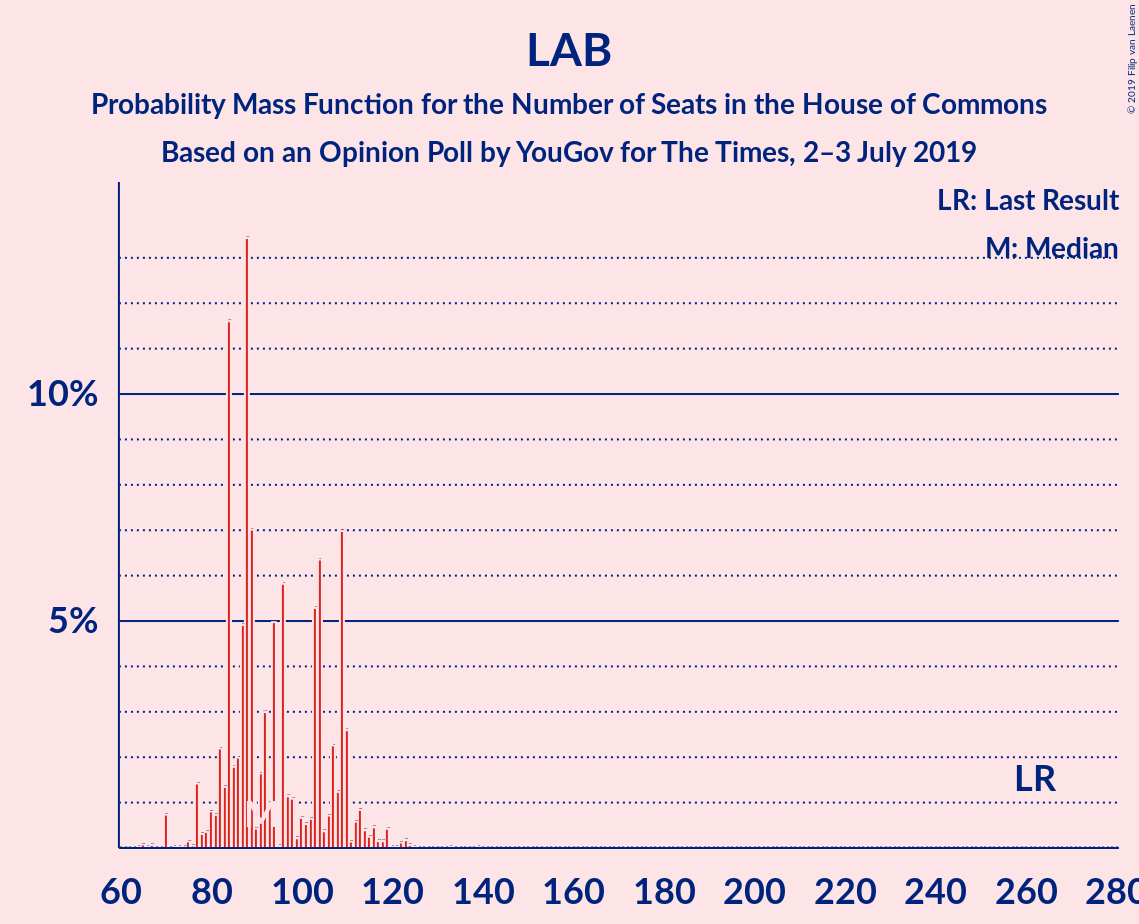 © 2019 Filip van Laenen
LAB
Probability Mass Function for the Number of Seats in the House of Commons
Based on an Opinion Poll by YouGov for The Times, 2–3 July 2019
LR: Last Result
M: Median
10%
5%
M
LR
60 80 100 120 140 160 180 200 220 240 260 280